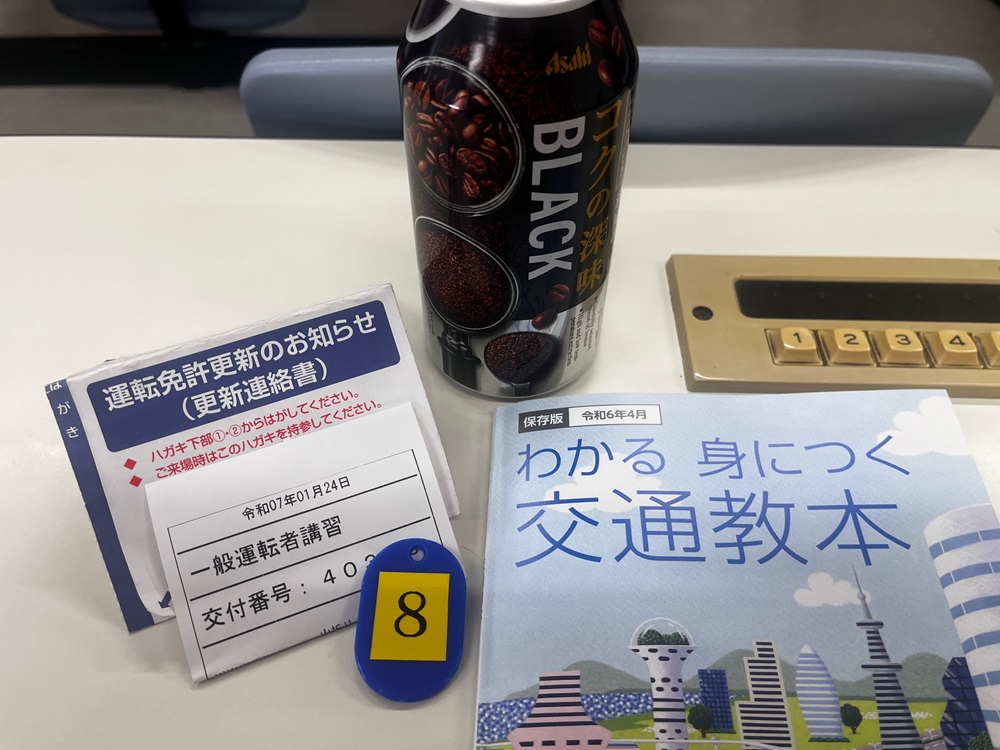 Asahi
コクの深味
BLACK
1 2 3 4
はがき
運転免許更新のお知らせ
(更新連絡書)
◆ ハガキ下部①・②からはがしてください。
◆ ご来場時はこのハガキを持参してください。
令和07年01月24日
一般運転者講習
交付番号：40
8
保存版 令和6年4月
わかる 身につく
交通教本